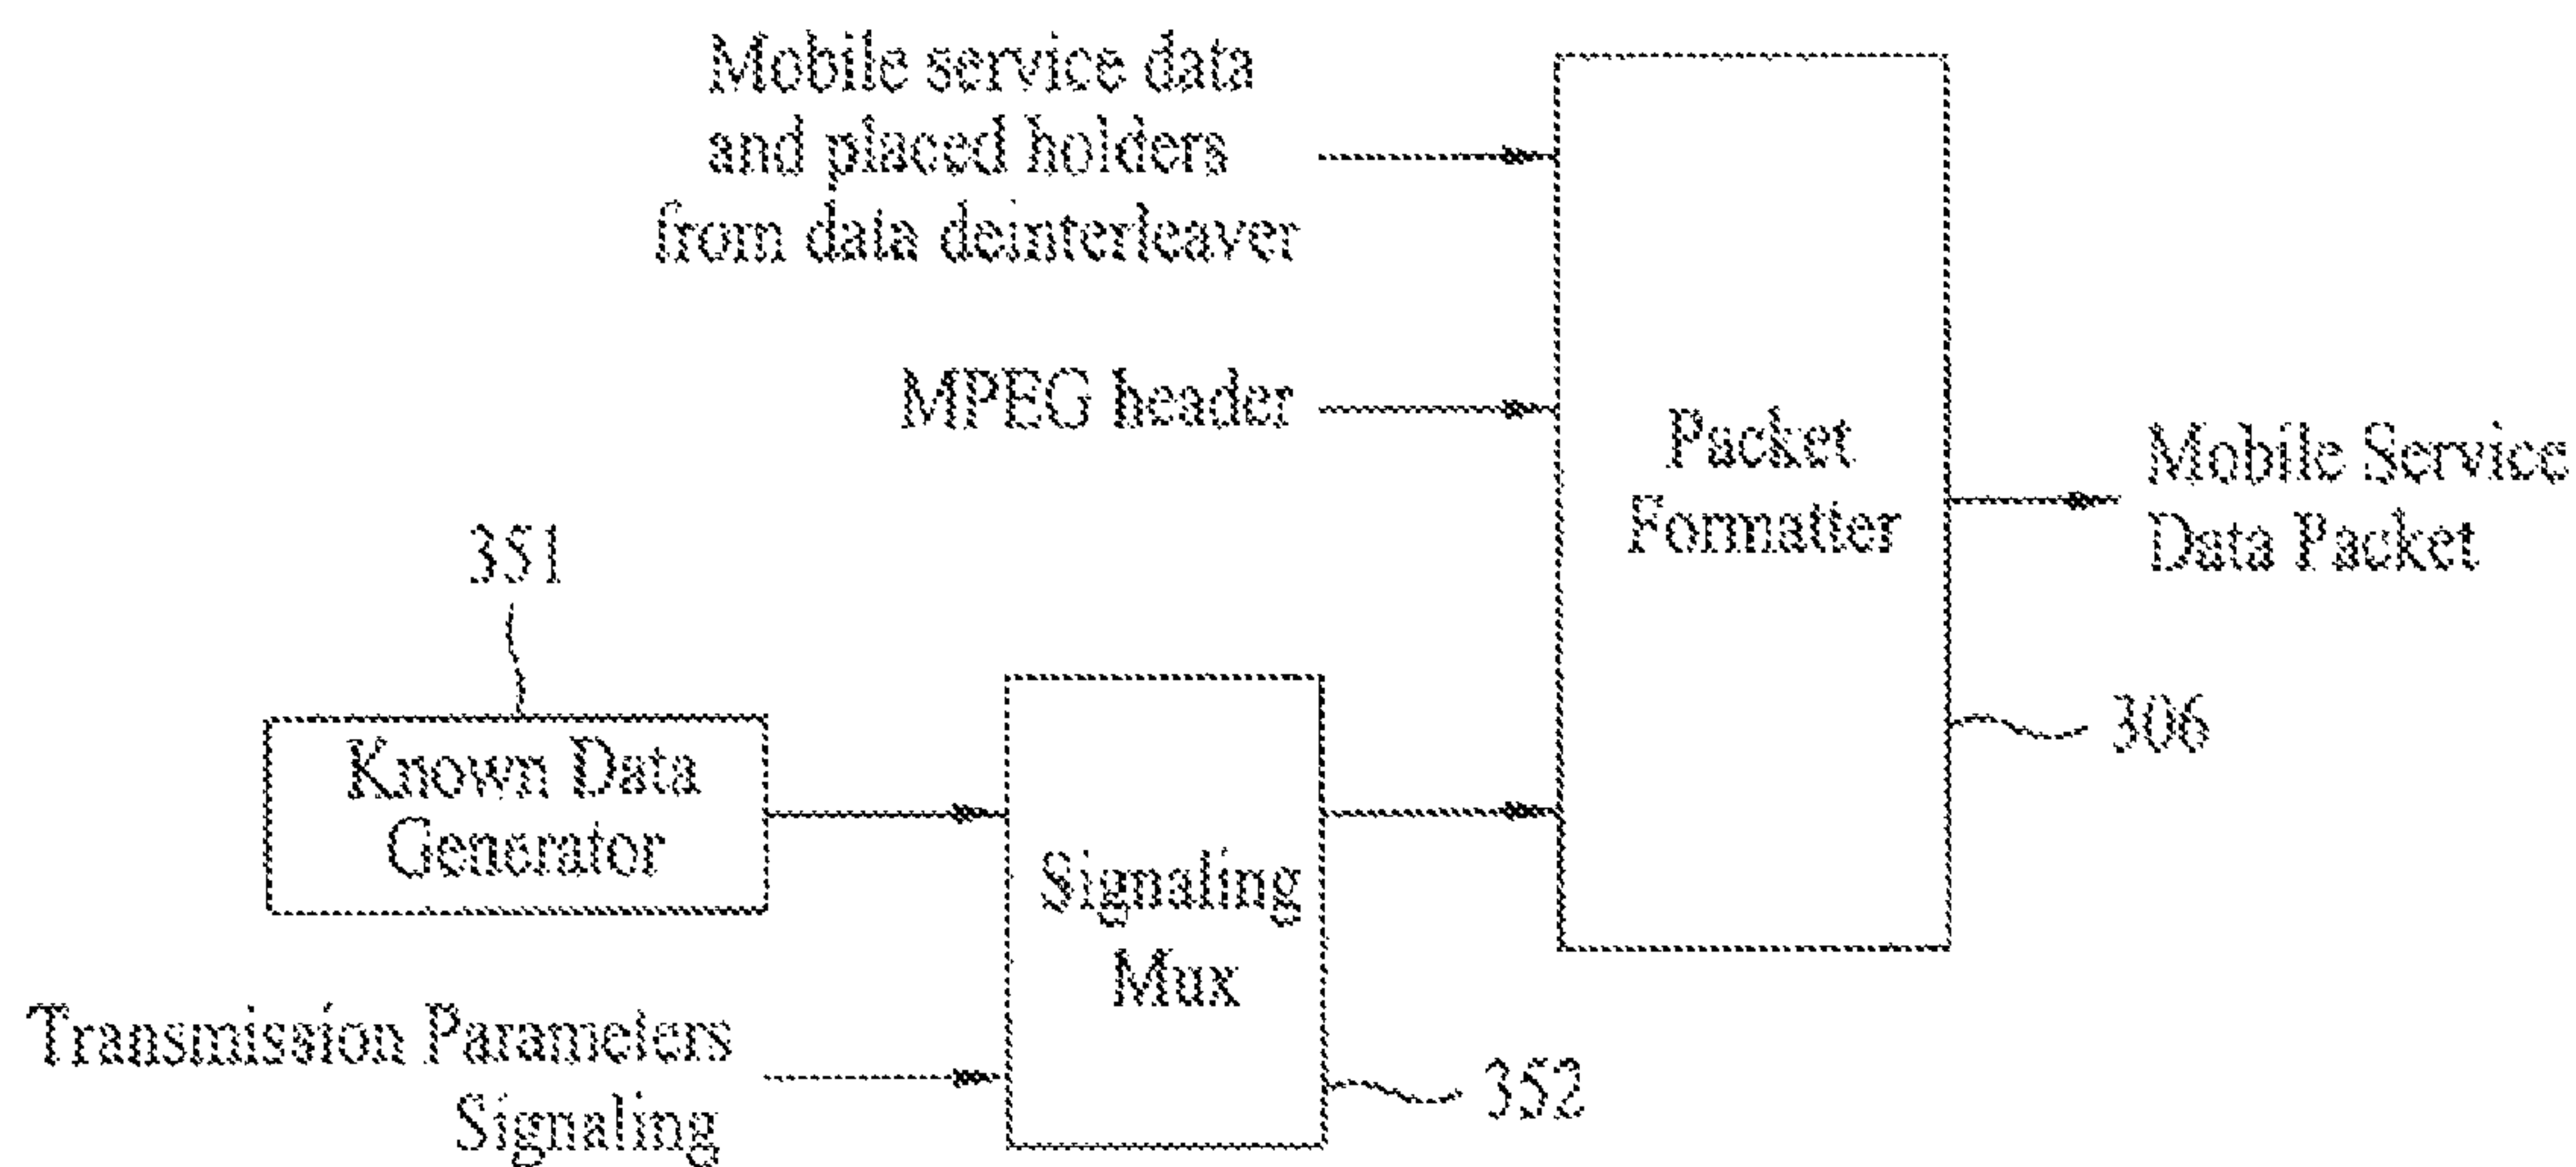 Mobile service data
and placed holders
from data deinterleaver
MPEG header
Packet
Formatter
Mobile Service
Data Packet
351
306
Known Data
Generator
Signaling
Mux
Transmission Parameters
Signaling
352